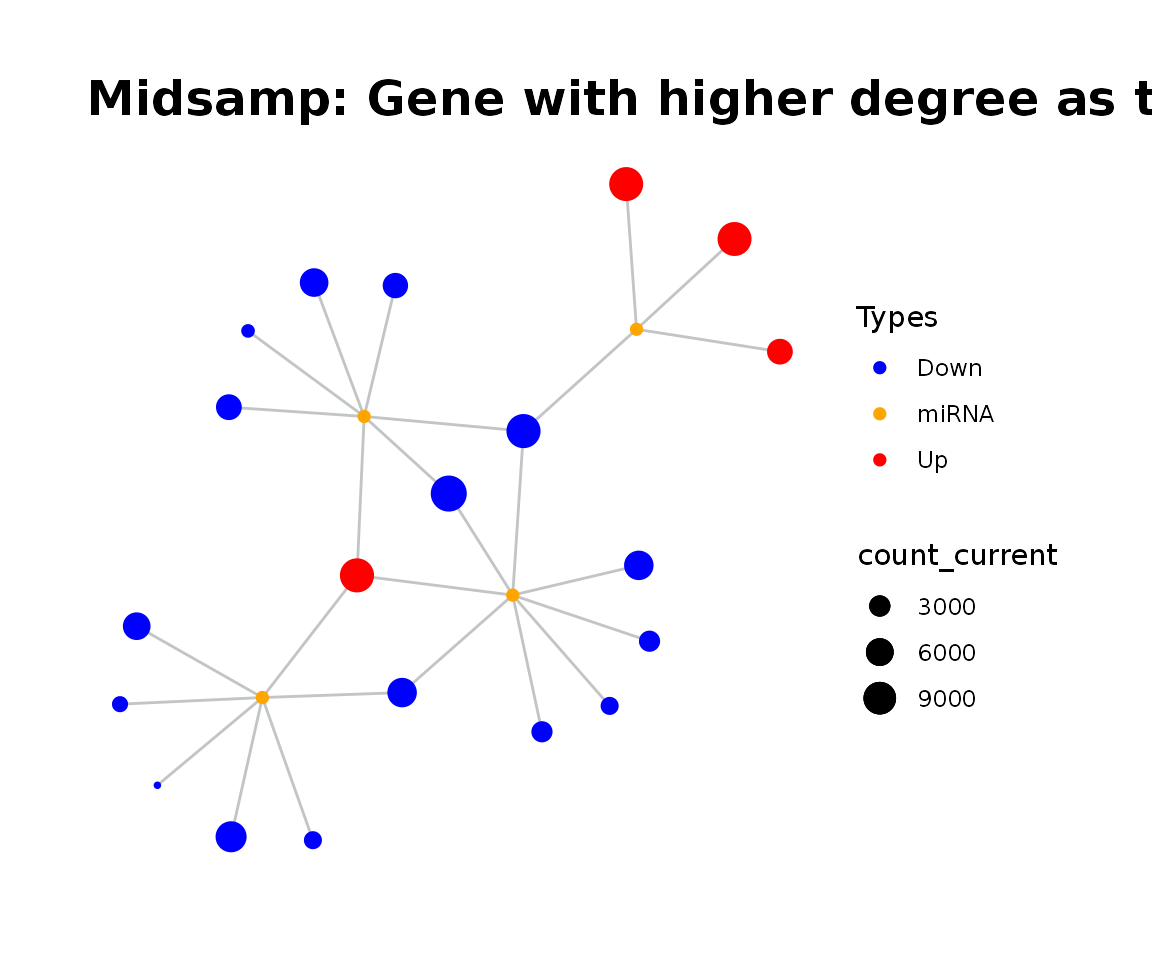 Midsamp: Gene with higher degree as t
Types
Down
miRNA
Up
count_current
3000
6000
9000